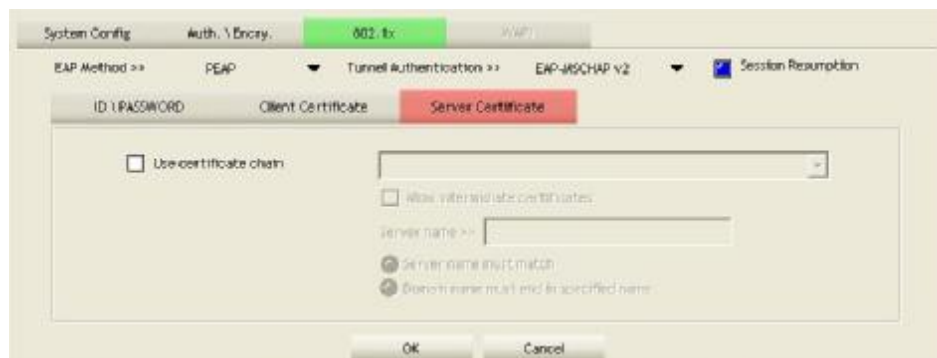 System Config Auth. \ Encry. 802.1x WAPI
EAP Method >> PEAP Tunnel Authentication >> EAP-MSCHAP v2 Session Resumption
ID \ PASSWORD Client Certificate Server Certificate
Use certificate chain
Allow intermidiate certificates
Server name >>
Server name must match
Domain name must end in specified name
OK Cancel